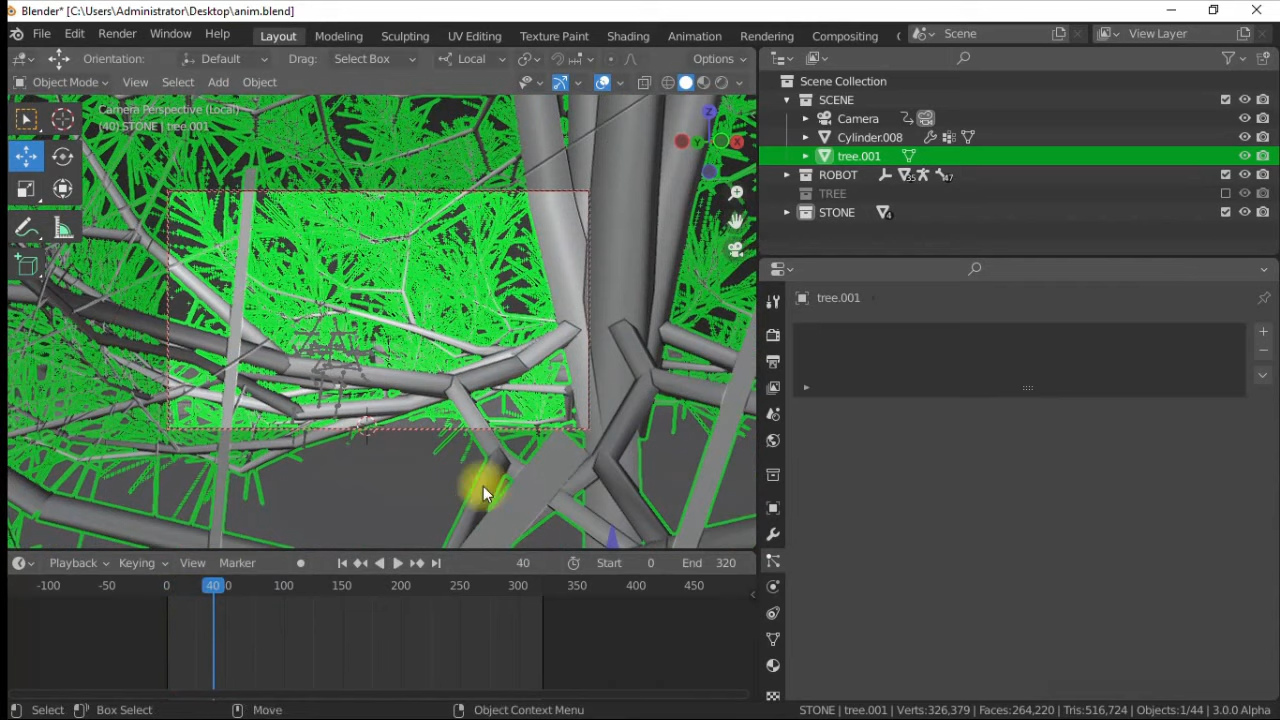 Blender* [C:\Users\Administrator\Desktop\anim.blend]
File Edit Render Window Help Layout Modeling Sculpting UV Editing Texture Paint Shading Animation Rendering Compositing Scene View Layer
Orientation: Default Drag: Select Box Local Options
Object Mode View Select Add Object
Camera Perspective (Local)
(40) STONE | tree.001
Z
Y
X
Scene Collection
SCENE
Camera
Cylinder.008
tree.001
ROBOT 25 47
TREE
STONE 4
tree.001
Playback Keying View Marker 40 Start 0 End 320
-100 -50 0 40 100 150 200 250 300 350 400 450
Select Box Select Move Object Context Menu STONE | tree.001 | Verts:326,379 | Faces:264,220 | Tris:516,724 | Objects:1/44 | 3.0.0 Alpha